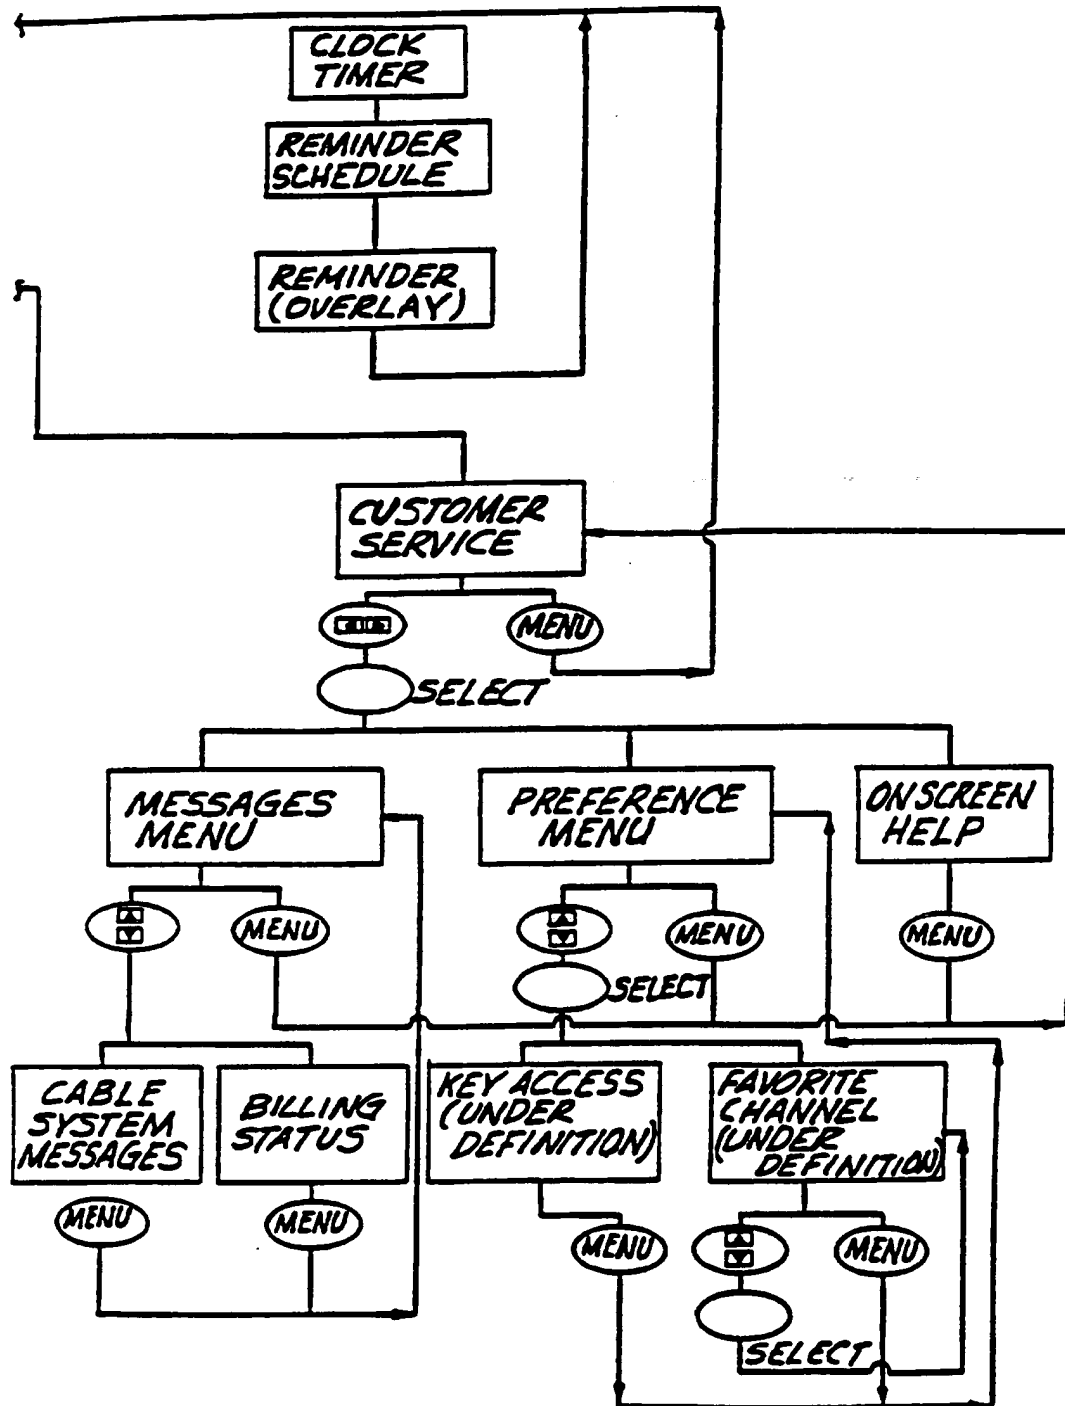 CLOCK
TIMER
REMINDER
SCHEDULE
REMINDER
(OVERLAY)
CUSTOMER
SERVICE
MENU
SELECT
MESSAGES
MENU
PREFERENCE
MENU
ON SCREEN
HELP
MENU
MENU
MENU
SELECT
CABLE
SYSTEM
MESSAGES
BILLING
STATUS
KEY ACCESS
(UNDER
DEFINITION)
FAVORITE
CHANNEL
(UNDER
DEFINITION)
MENU
MENU
MENU
MENU
SELECT